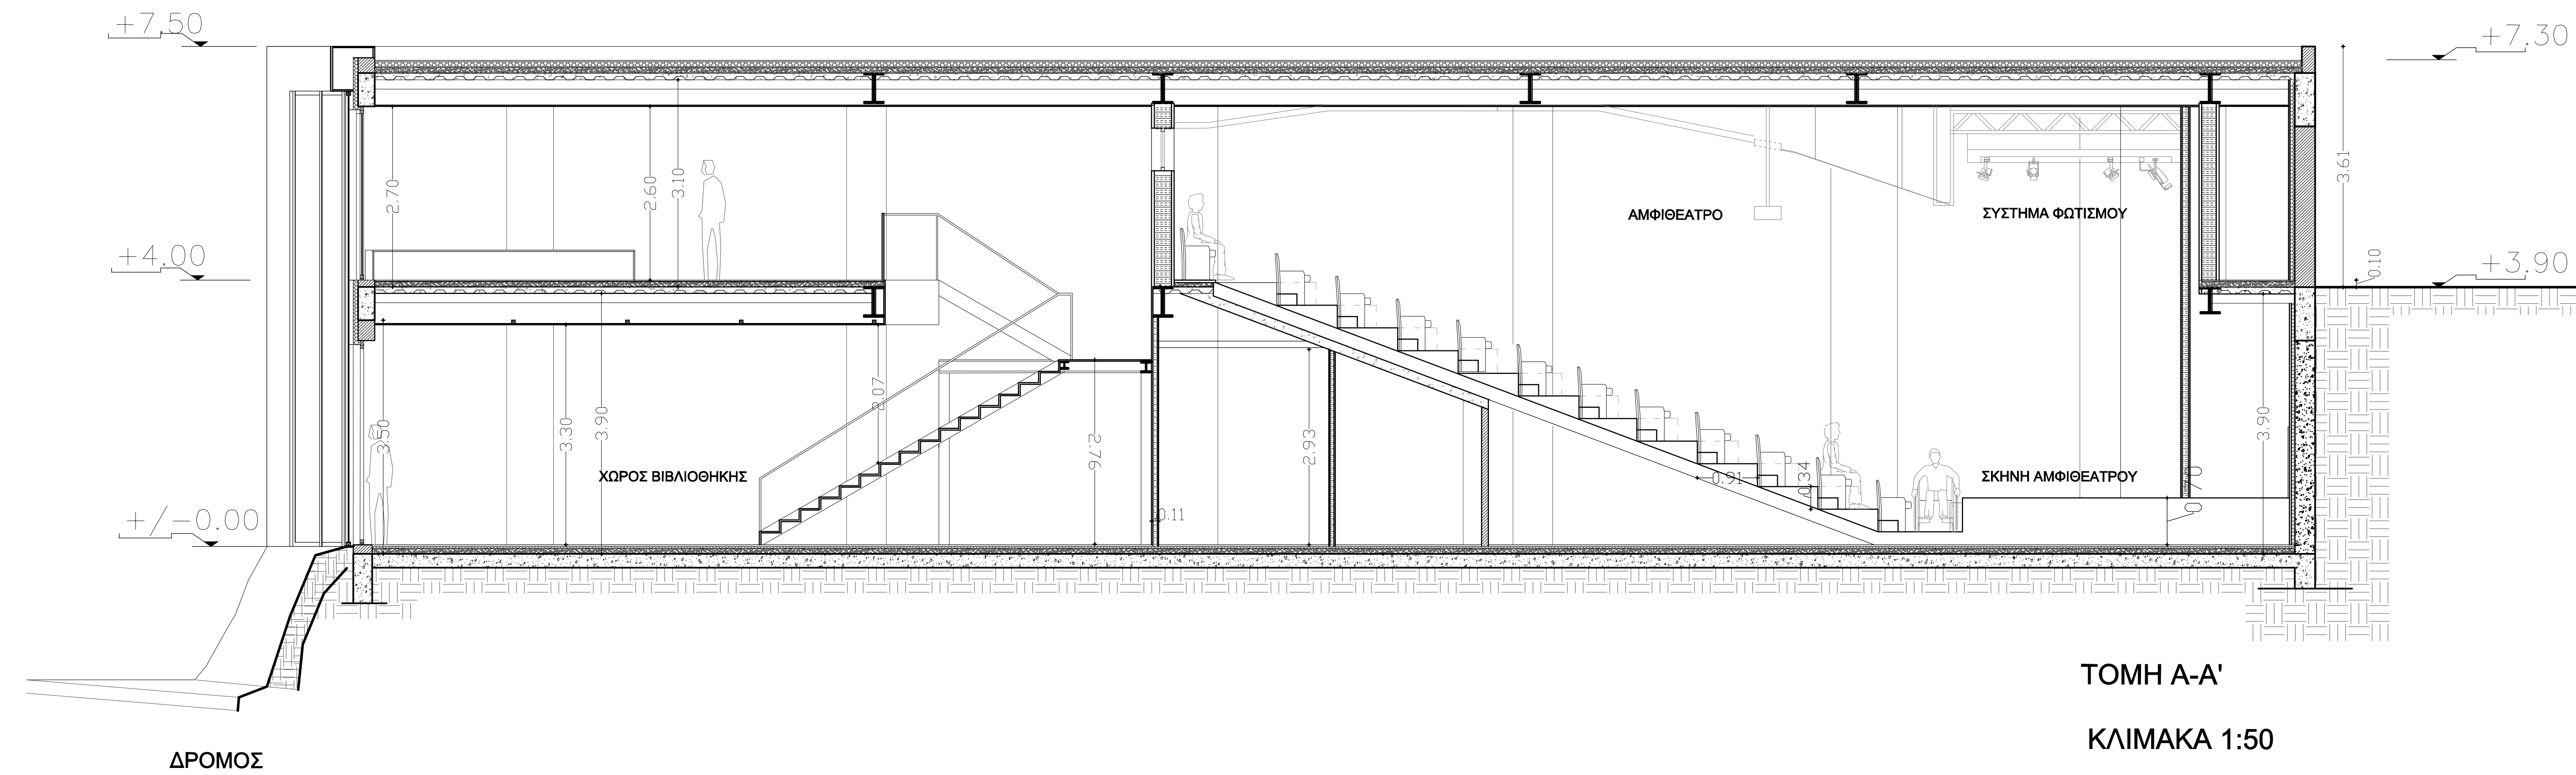 +7.50
+7.30
2.70
2.60
3.10
3.61
ΑΜΦΙΘΕΑΤΡΟ
ΣΥΣΤΗΜΑ ΦΩΤΙΣΜΟΥ
+4.00
+3.90
0.10
3.50
3.30
3.90
2.07
2.76
2.93
3.90
ΧΩΡΟΣ ΒΙΒΛΙΟΘΗΚΗΣ
0.91
0.34
ΣΚΗΝΗ ΑΜΦΙΘΕΑΤΡΟΥ
+/-0.00
0.11
ΤΟΜΗ Α-Α'
ΚΛΙΜΑΚΑ 1:50
ΔΡΟΜΟΣ